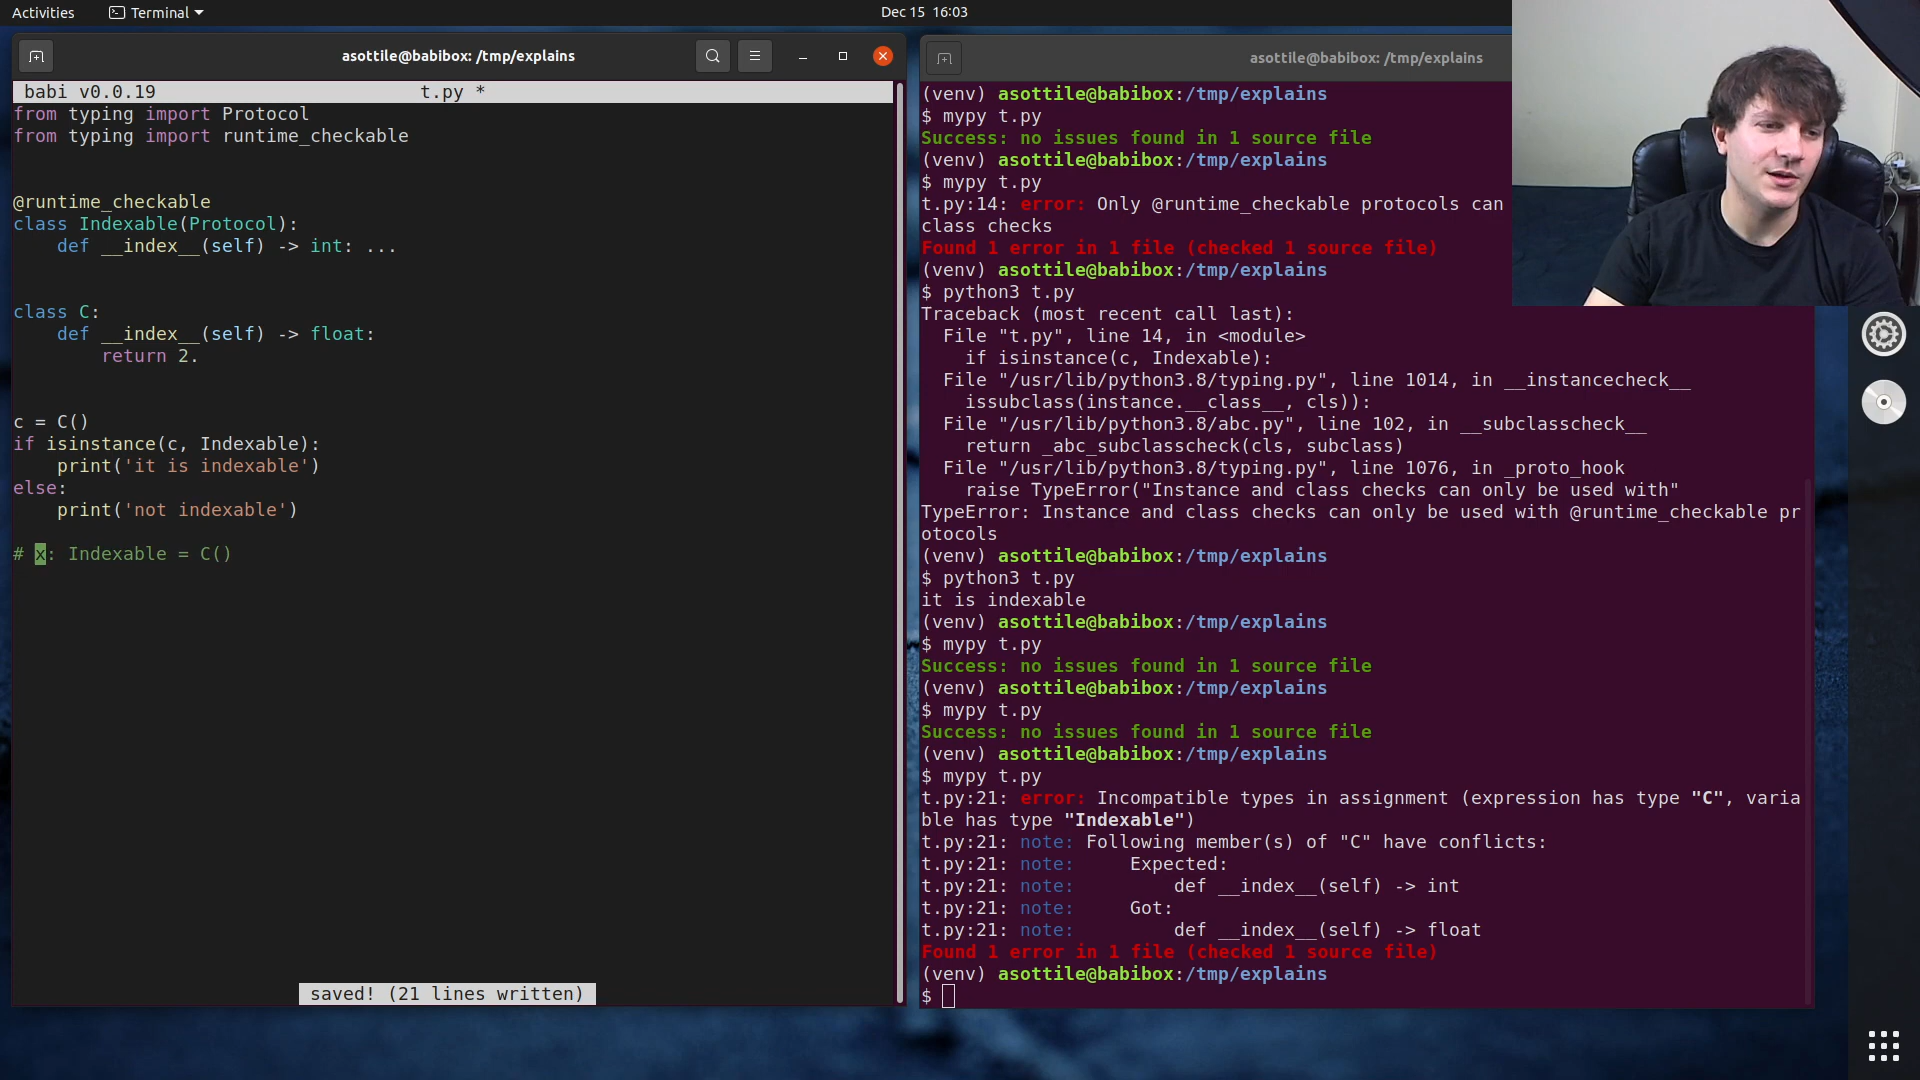 Activities
Terminal
Dec 15 16:03
asottile@babibox: /tmp/explains
babi v0.0.19 t.py *
from typing import Protocol
from typing import runtime_checkable
@runtime_checkable
class Indexable(Protocol):
    def __index__(self) -> int: ...
class C:
    def __index__(self) -> float:
        return 2.
c = C()
if isinstance(c, Indexable):
    print('it is indexable')
else:
    print('not indexable')
# x: Indexable = C()
saved! (21 lines written)
asottile@babibox: /tmp/explains
(venv) asottile@babibox:/tmp/explains
$ mypy t.py
Success: no issues found in 1 source file
(venv) asottile@babibox:/tmp/explains
$ mypy t.py
t.py:14: error: Only @runtime_checkable protocols can
class checks
Found 1 error in 1 file (checked 1 source file)
(venv) asottile@babibox:/tmp/explains
$ python3 t.py
Traceback (most recent call last):
  File "t.py", line 14, in <module>
    if isinstance(c, Indexable):
  File "/usr/lib/python3.8/typing.py", line 1014, in __instancecheck__
    issubclass(instance.__class__, cls)):
  File "/usr/lib/python3.8/abc.py", line 102, in __subclasscheck__
    return _abc_subclasscheck(cls, subclass)
  File "/usr/lib/python3.8/typing.py", line 1076, in _proto_hook
    raise TypeError("Instance and class checks can only be used with"
TypeError: Instance and class checks can only be used with @runtime_checkable pr
otocols
(venv) asottile@babibox:/tmp/explains
$ python3 t.py
it is indexable
(venv) asottile@babibox:/tmp/explains
$ mypy t.py
Success: no issues found in 1 source file
(venv) asottile@babibox:/tmp/explains
$ mypy t.py
Success: no issues found in 1 source file
(venv) asottile@babibox:/tmp/explains
$ mypy t.py
t.py:21: error: Incompatible types in assignment (expression has type "C", varia
ble has type "Indexable")
t.py:21: note: Following member(s) of "C" have conflicts:
t.py:21: note:     Expected:
t.py:21: note:         def __index__(self) -> int
t.py:21: note:     Got:
t.py:21: note:         def __index__(self) -> float
Found 1 error in 1 file (checked 1 source file)
(venv) asottile@babibox:/tmp/explains
$